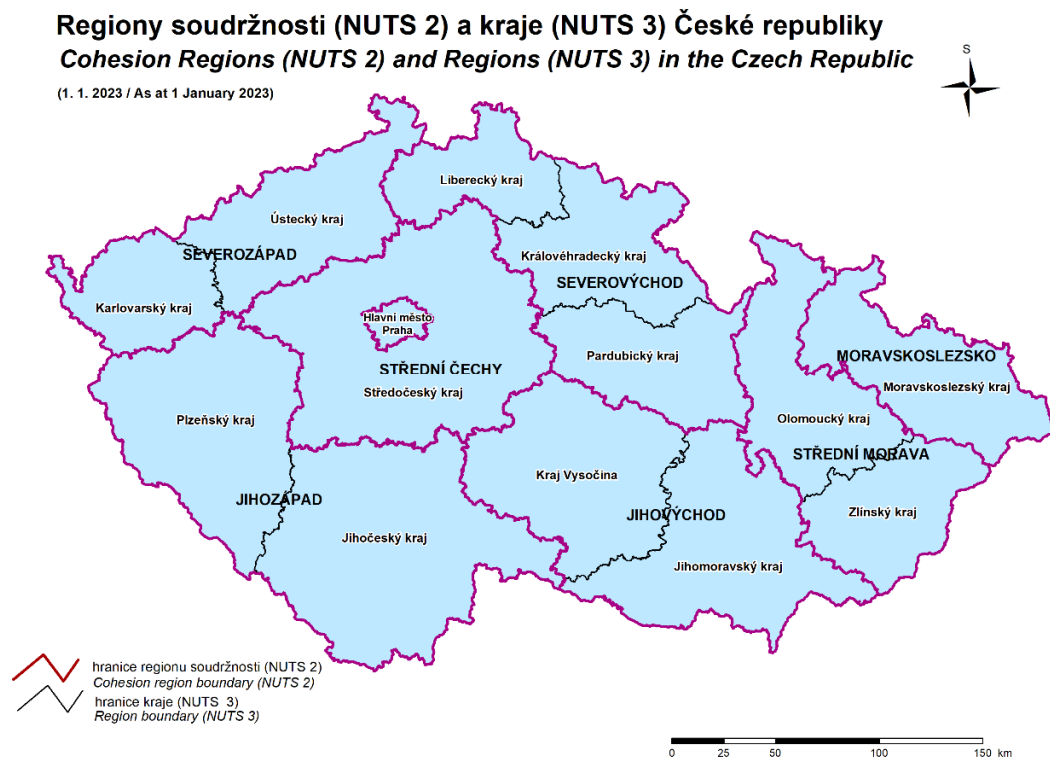 Regiony soudržnosti (NUTS 2) a kraje (NUTS 3) České republiky
Cohesion Regions (NUTS 2) and Regions (NUTS 3) in the Czech Republic
(1. 1. 2023 / As at 1 January 2023)
S
Liberecký kraj
Ústecký kraj
SEVEROZÁPAD
Královéhradecký kraj
SEVEROVÝCHOD
Karlovarský kraj
Hlavní město
Praha
STŘEDNÍ ČECHY
Středočeský kraj
Pardubický kraj
MORAVSKOSLEZSKO
Moravskoslezský kraj
Plzeňský kraj
Olomoucký kraj
STŘEDNÍ MORAVA
Kraj Vysočina
JIHOZÁPAD
JIHOVÝCHOD
Zlínský kraj
Jihočeský kraj
Jihomoravský kraj
hranice regionu soudržnosti (NUTS 2)
Cohesion region boundary (NUTS 2)
hranice kraje (NUTS 3)
Region boundary (NUTS 3)
0 25 50 100 150 km